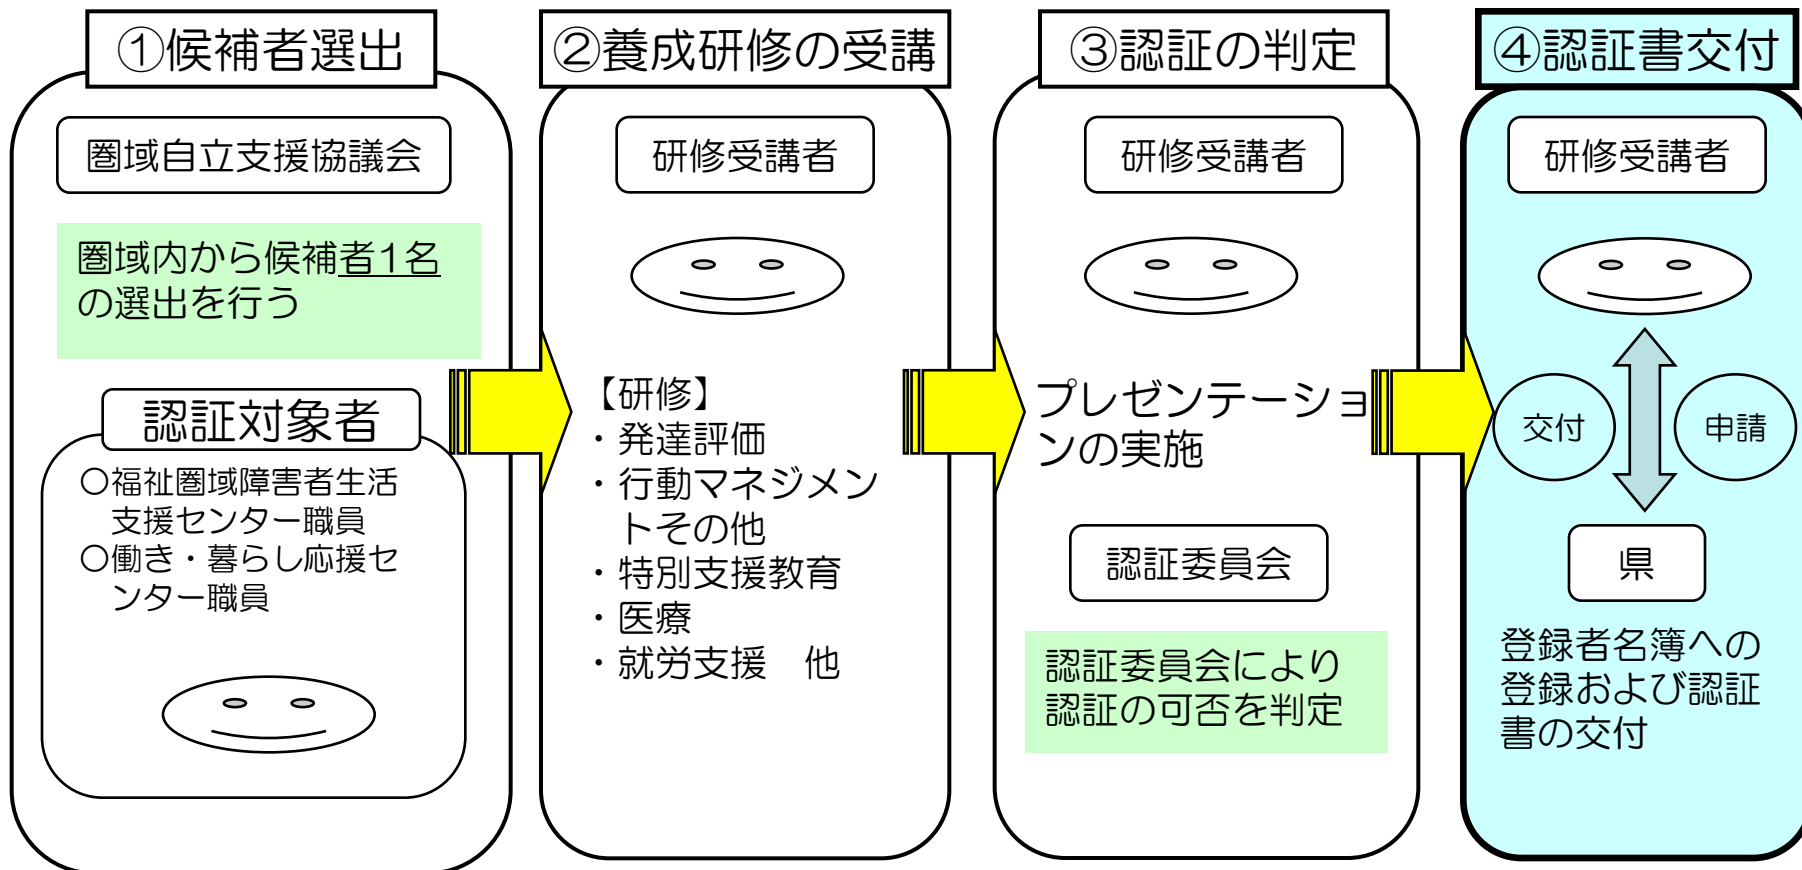 ①候補者選出
圏域自立支援協議会
圏域内から候補者1名
の選出を行う
認証対象者
○福祉圏域障害者生活
支援センター職員
○働き・暮らし応援セ
ンター職員
②養成研修の受講
研修受講者
【研修】
・発達評価
・行動マネジメン
トその他
・特別支援教育
・医療
・就労支援　他
③認証の判定
研修受講者
プレゼンテーショ
ンの実施
認証委員会
認証委員会により
認証の可否を判定
④認証書交付
研修受講者
交付
申請
県
登録者名簿への
登録および認証
書の交付